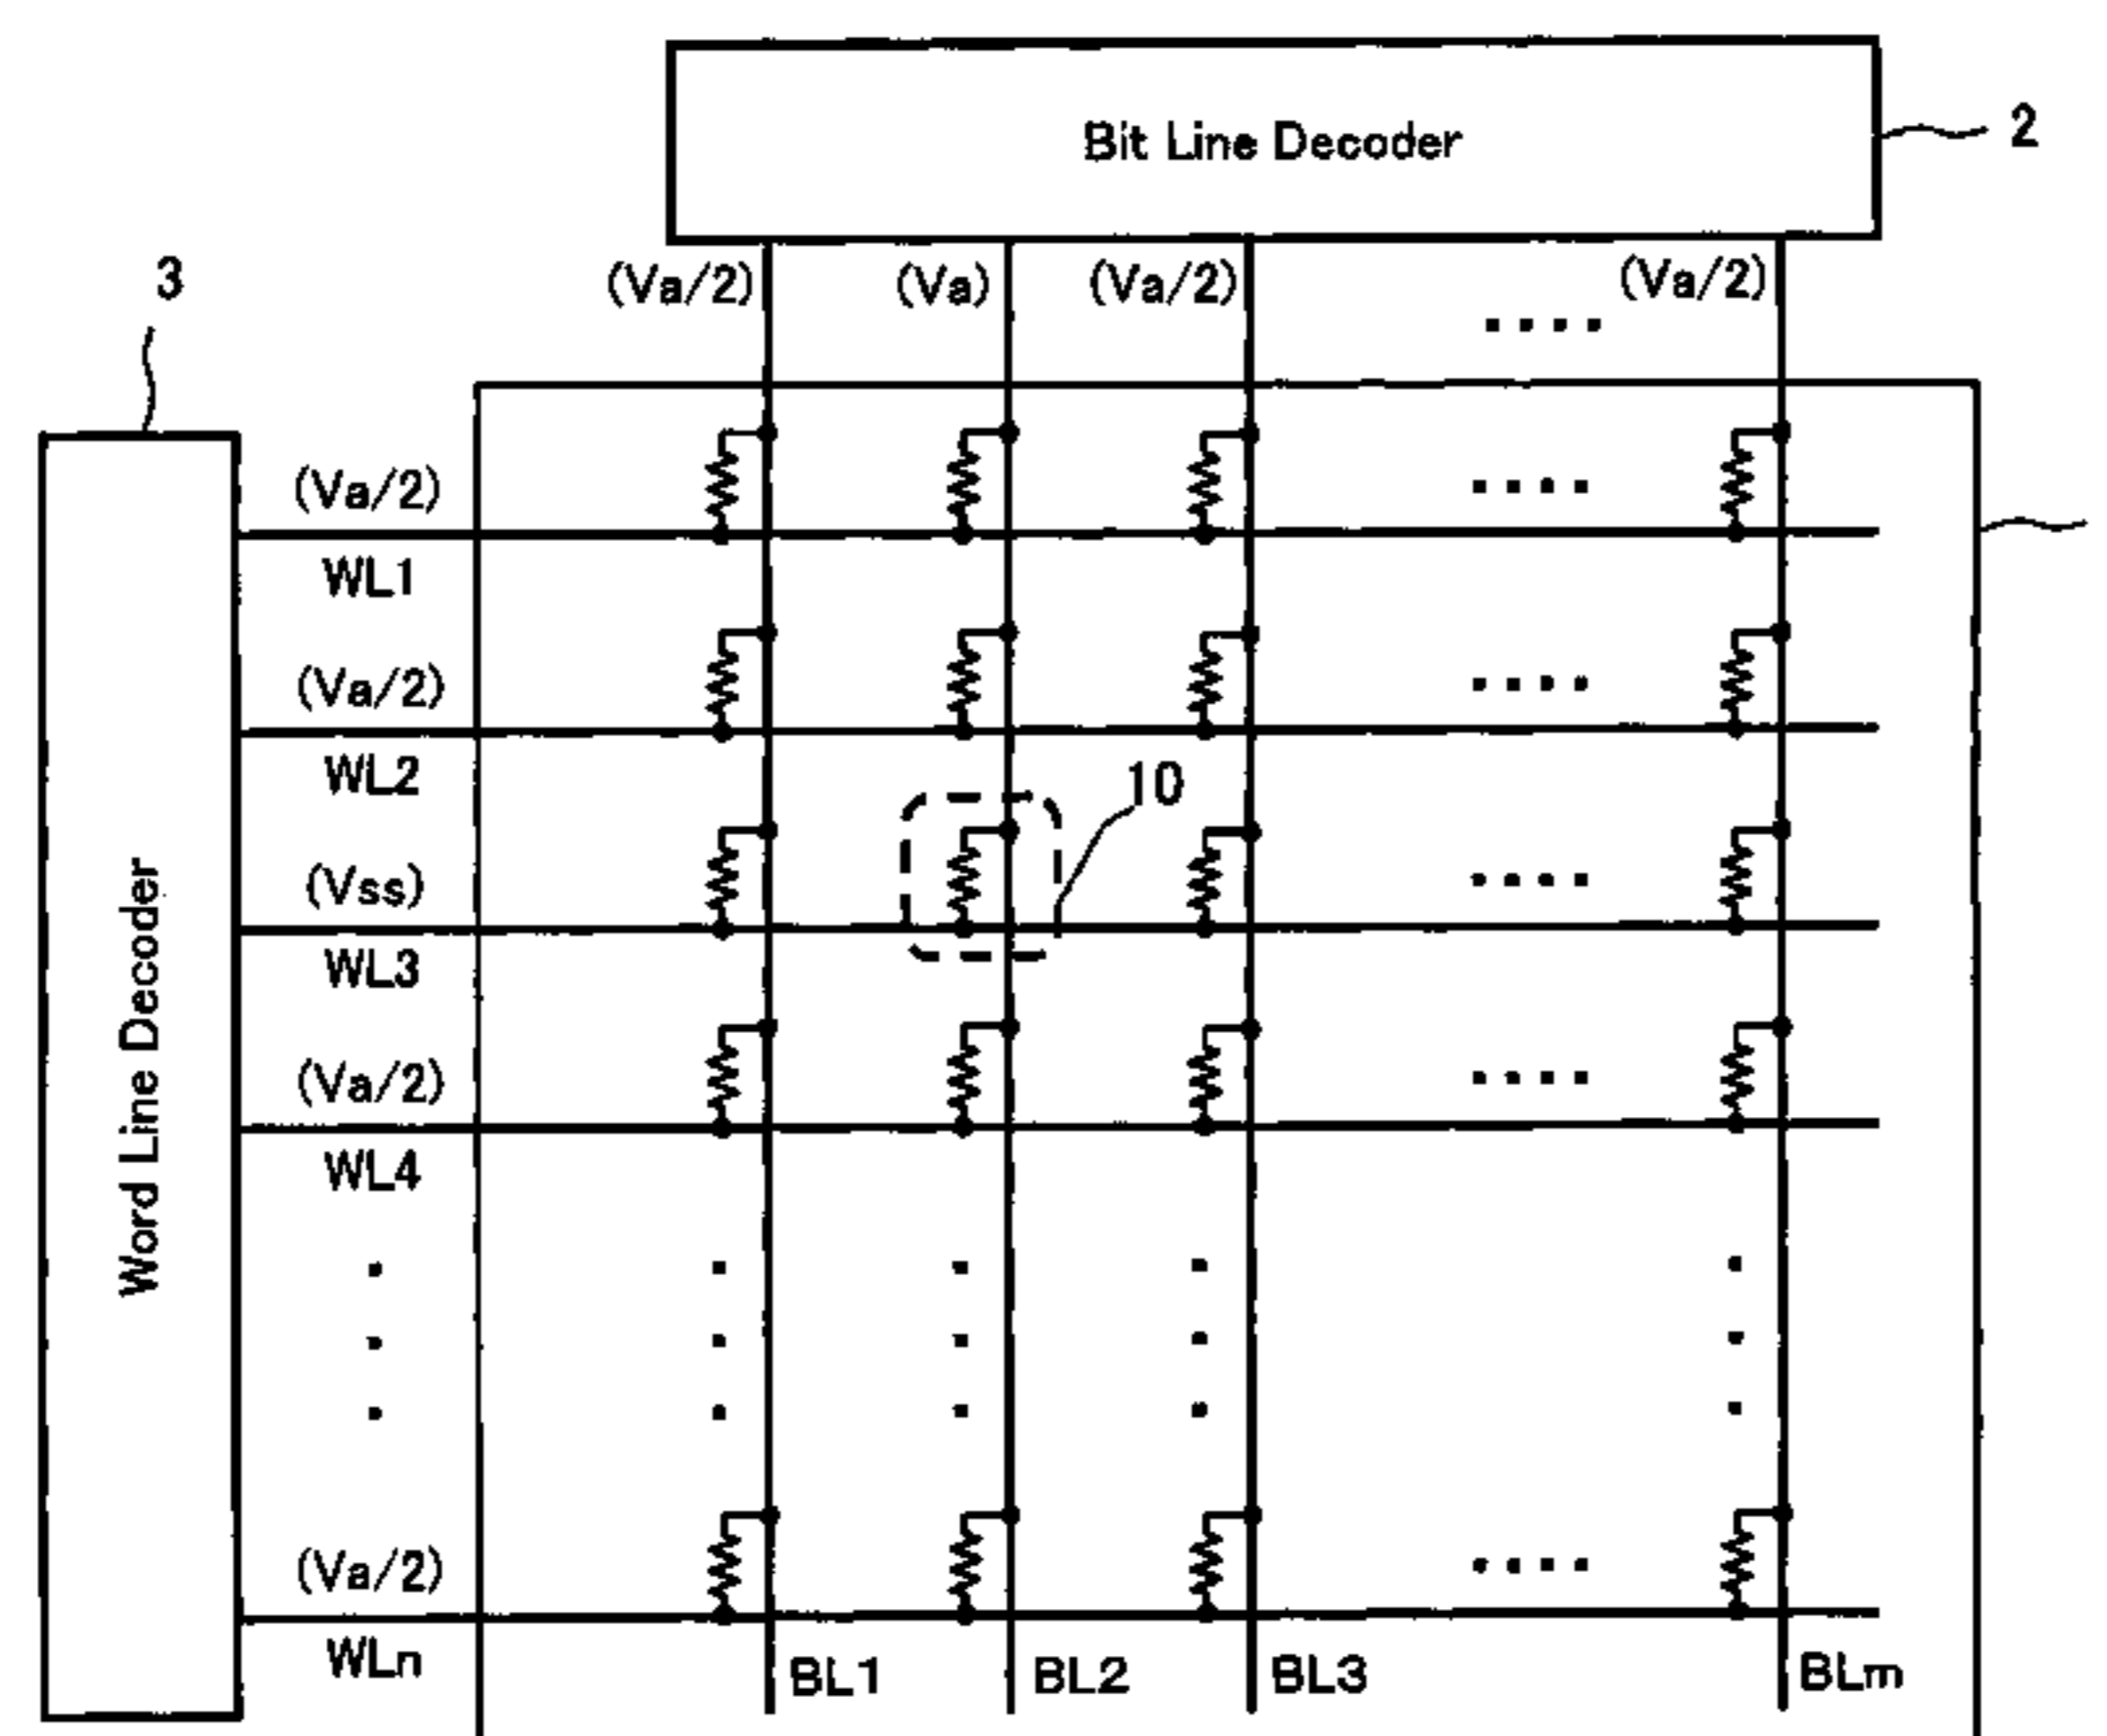 Bit Line Decoder
2
3
(Va/2) (Va) (Va/2) (Va/2)
(Va/2)
WL1
(Va/2)
WL2
10
(Vss)
WL3
Word Line Decoder
(Va/2)
WL4
(Va/2)
WLn
BL1 BL2 BL3 BLm